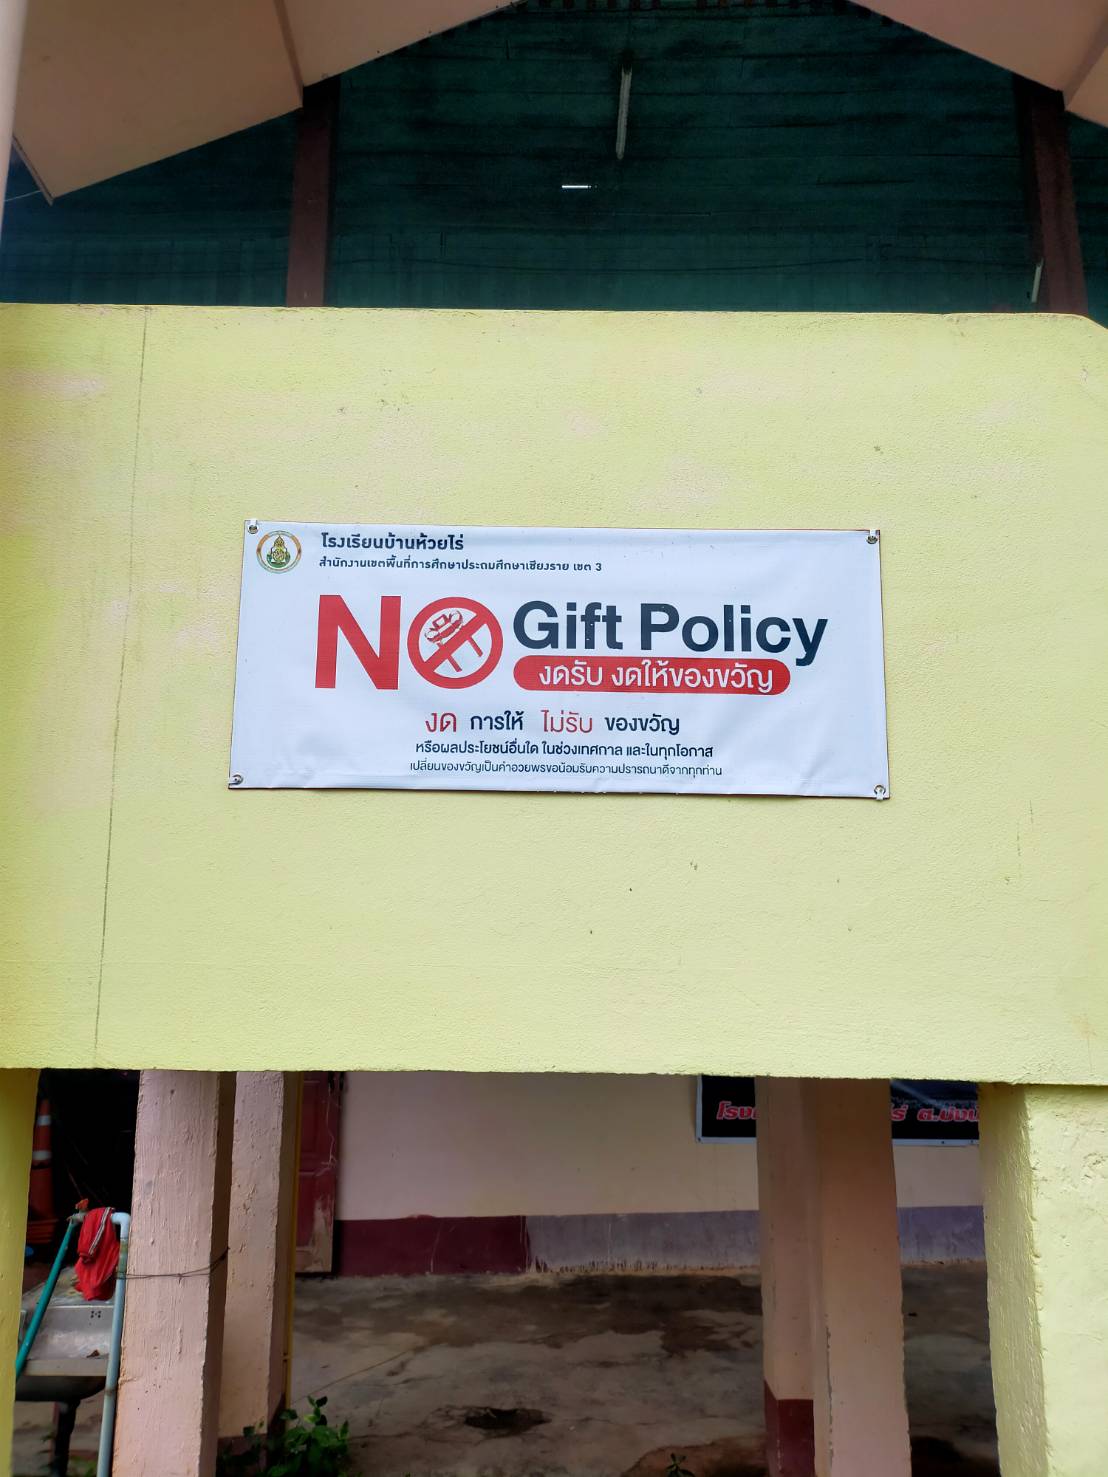 โรงเรียนบ้านห้วยไร่
สำนักงานเขตพื้นที่การศึกษาประถมศึกษาเชียงราย เขต 3
NO Gift Policy
งดรับ งดให้ของขวัญ
งด การให้ ไม่รับ ของขวัญ
หรือผลประโยชน์อื่นใด ในช่วงเทศกาล และในทุกโอกาส
เปลี่ยนของขวัญเป็นคำอวยพรขอน้อมรับความปรารถนาดีจากทุกท่าน